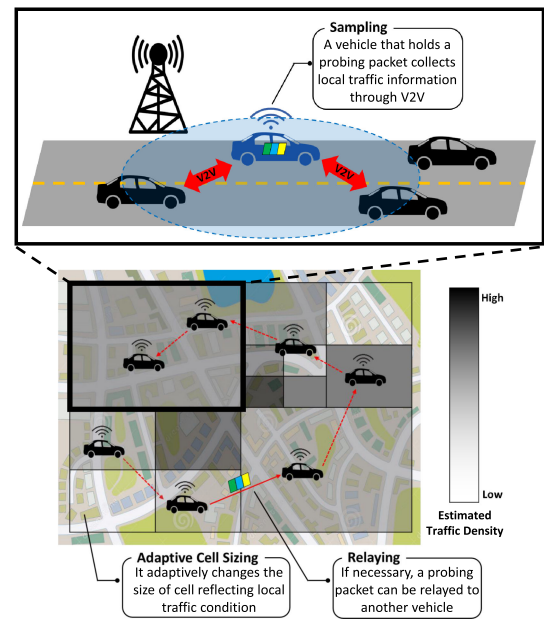 Sampling
A vehicle that holds a
probing packet collects
local traffic information
through V2V
V2V
V2V
High
Low
Estimated
Traffic Density
Adaptive Cell Sizing
It adaptively changes the
size of cell reflecting local
traffic condition
Relaying
If necessary, a probing
packet can be relayed to
another vehicle